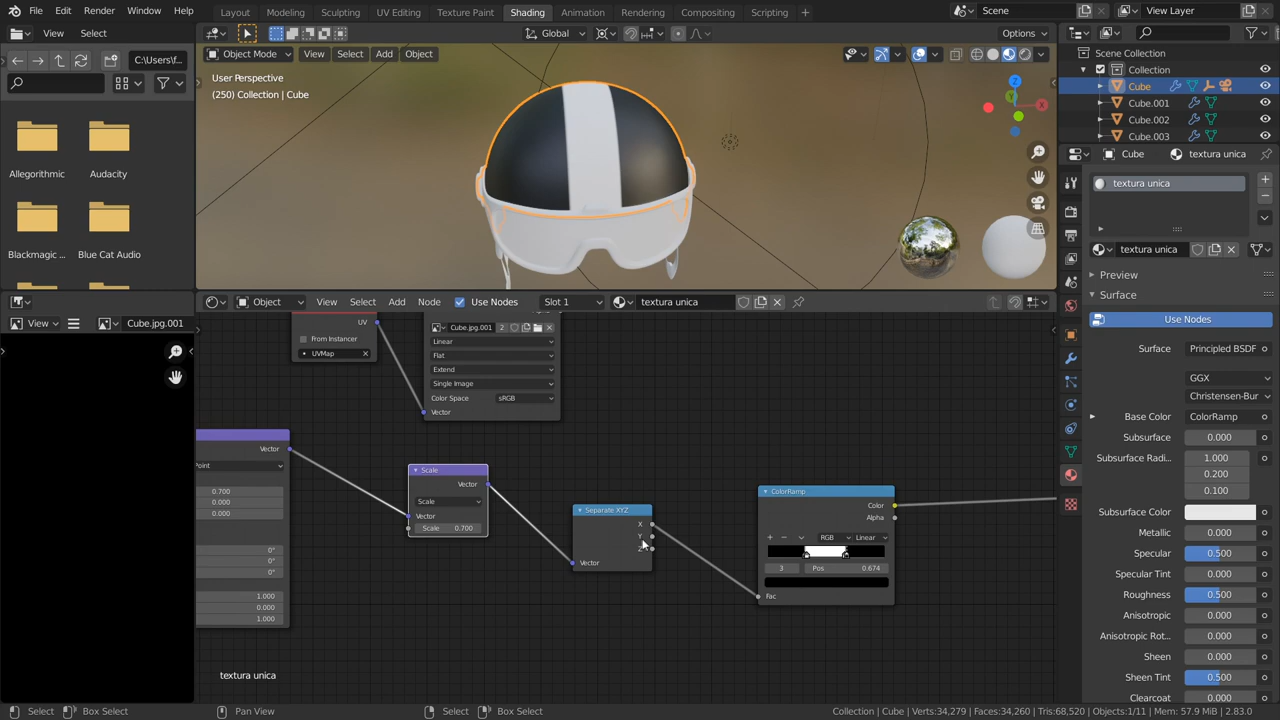 File Edit Render Window Help Layout Modeling Sculpting UV Editing Texture Paint Shading Animation Rendering Compositing Scripting + Scene View Layer
View Select
Global
Options
C:\Users\f...
Object Mode View Select Add Object
User Perspective
(250) Collection | Cube
Allegorithmic Audacity
Blackmagic ... Blue Cat Audio
Scene Collection
Collection
Cube
Cube.001
Cube.002
Cube.003
Cube textura unica
textura unica
textura unica
Preview
Surface
Use Nodes
Surface Principled BSDF
GGX
Christensen-Bur
Base Color ColorRamp
Subsurface 0.000
Subsurface Radi.. 1.000
0.200
0.100
Subsurface Color
Metallic 0.000
Specular 0.500
Specular Tint 0.000
Roughness 0.500
Anisotropic 0.000
Anisotropic Rot.. 0.000
Sheen 0.000
Sheen Tint 0.500
Clearcoat 0.000
View Cube.jpg.001
Object View Select Add Node Use Nodes Slot 1 textura unica
UV
From Instancer
UVMap
Cube.jpg.001 2
Linear
Flat
Extend
Single Image
Color Space sRGB
Vector
Vector
Point
0.700
0.000
0.000
0°
0°
0°
1.000
0.000
1.000
Scale
Vector
Scale
Vector
Scale 0.700
Separate XYZ
X
Y
Z
Vector
ColorRamp
Color
Alpha
RGB Linear
3 Pos 0.674
Fac
textura unica
Select Box Select Pan View Select Box Select Collection | Cube | Verts:34,279 | Faces:34,260 | Tris:68,520 | Objects:1/11 | Mem: 57.9 MiB | 2.83.0